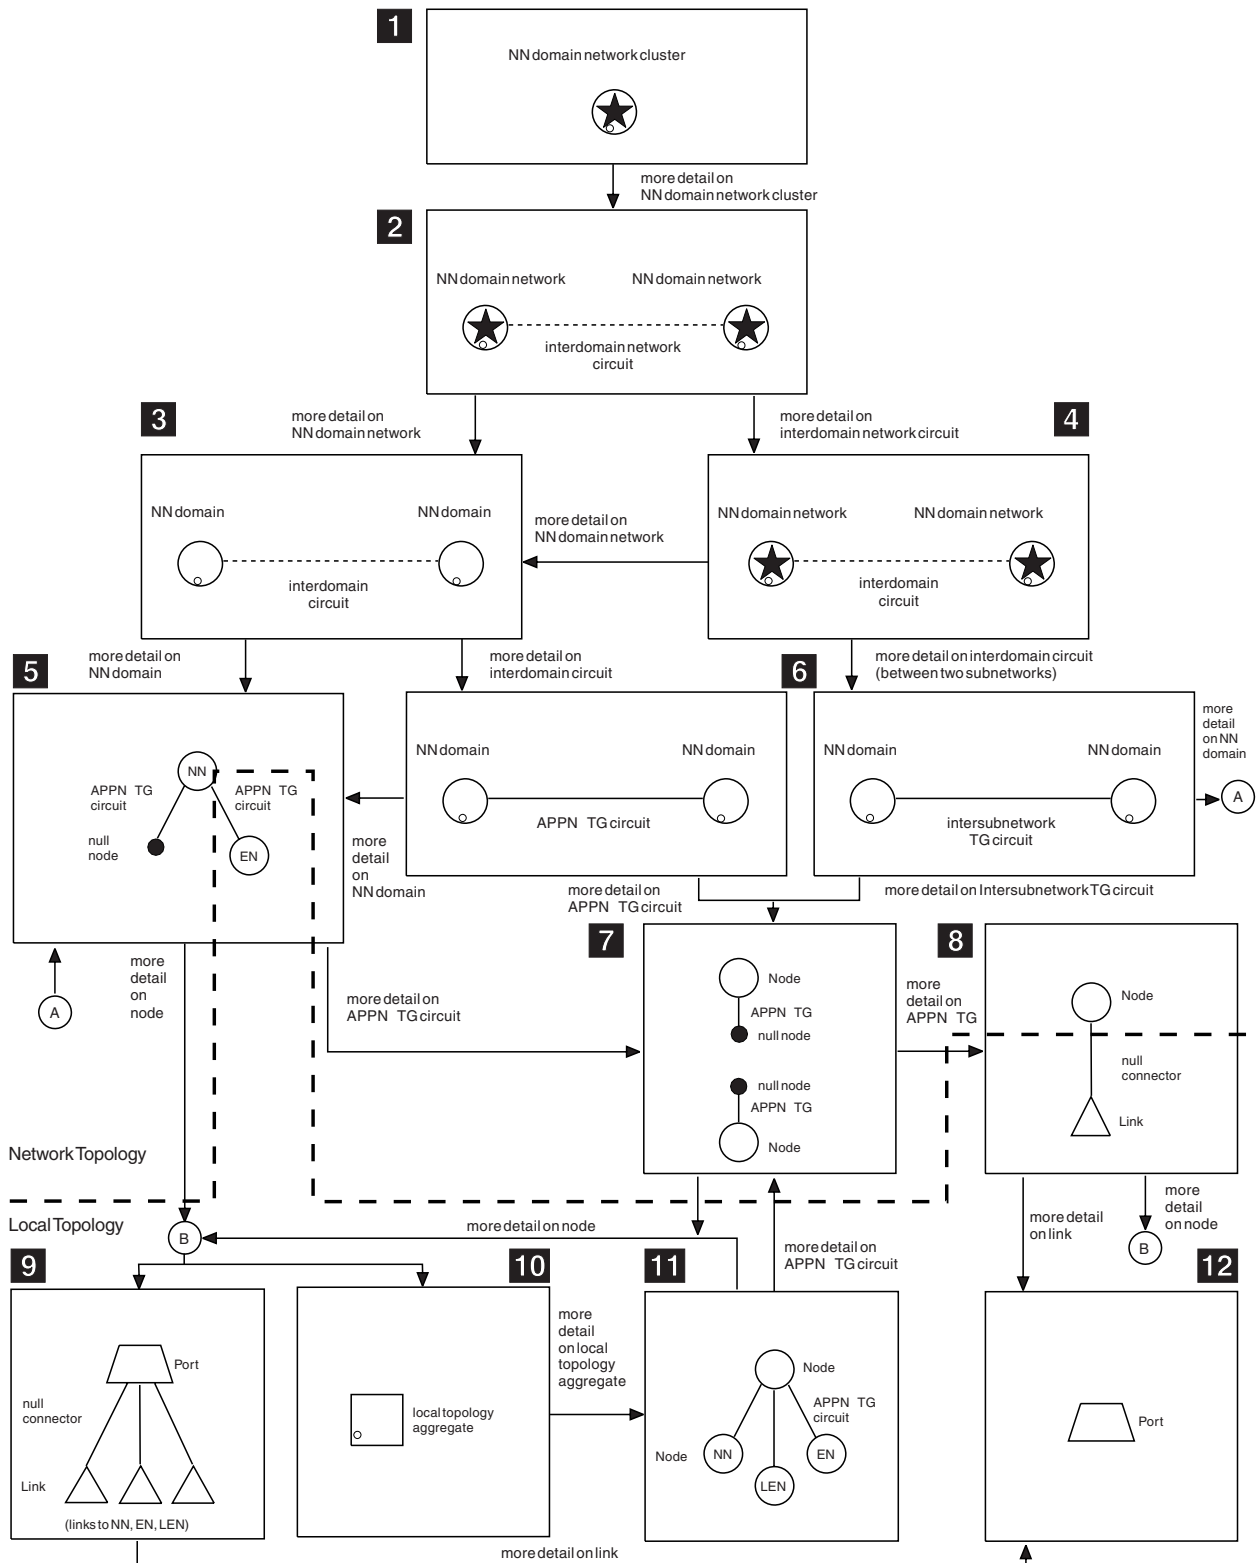 1
NN domain network cluster
more detail on
NN domain network cluster
2
NN domain network
NN domain network
interdomain network
circuit
3
more detail on
NN domain network
more detail on
interdomain network circuit
4
NN domain
NN domain
interdomain
circuit
more detail on
NN domain network
NN domain network
NN domain network
interdomain
circuit
5
more detail on
NN domain
more detail on
interdomain circuit
6
more detail on interdomain circuit
(between two subnetworks)
NN
APPN TG
circuit
APPN TG
circuit
null
node
EN
NN domain
NN domain
APPN TG circuit
NN domain
NN domain
intersubnetwork
TG circuit
more
detail
on NN
domain
A
more
detail
on
NN domain
more detail on
APPN TG circuit
more detail on Intersubnetwork TG circuit
A
more
detail
on
node
more detail on
APPN TG circuit
7
Node
APPN TG
null node
null node
APPN TG
Node
more
detail on
APPN TG
8
Node
null
connector
Link
Network Topology
Local Topology
B
more detail on node
more detail on
APPN TG circuit
more detail
on link
more
detail
on node
B
9
Port
null
connector
Link
(links to NN, EN, LEN)
10
local topology
aggregate
more
detail
on local
topology
aggregate
11
Node
APPN TG
circuit
Node
NN
EN
LEN
12
Port
more detail on link